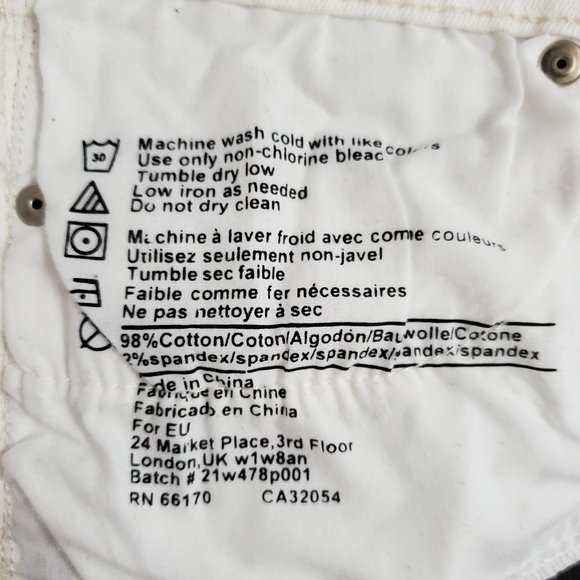 30
Machine wash cold with like colors
Use only non-chlorine bleac
Tumble dry low
Low iron as needed
Do not dry clean
Machine à laver froid avec come couleurs
Utilisez seulement non-javel
Tumble sec faible
Faible comme fer nécessaires
Ne pas nettoyer à sec
98%Cotton/Coton/Algodón/Bauwolle/Cotone
2%spandex/spandex/spandex/spandex/spandex
Made in China
Fabriqué en Chine
Fabricado en China
For EU
24 Market Place,3rd Floor
London,UK w1w8an
Batch # 21w478p001
RN 66170 CA32054